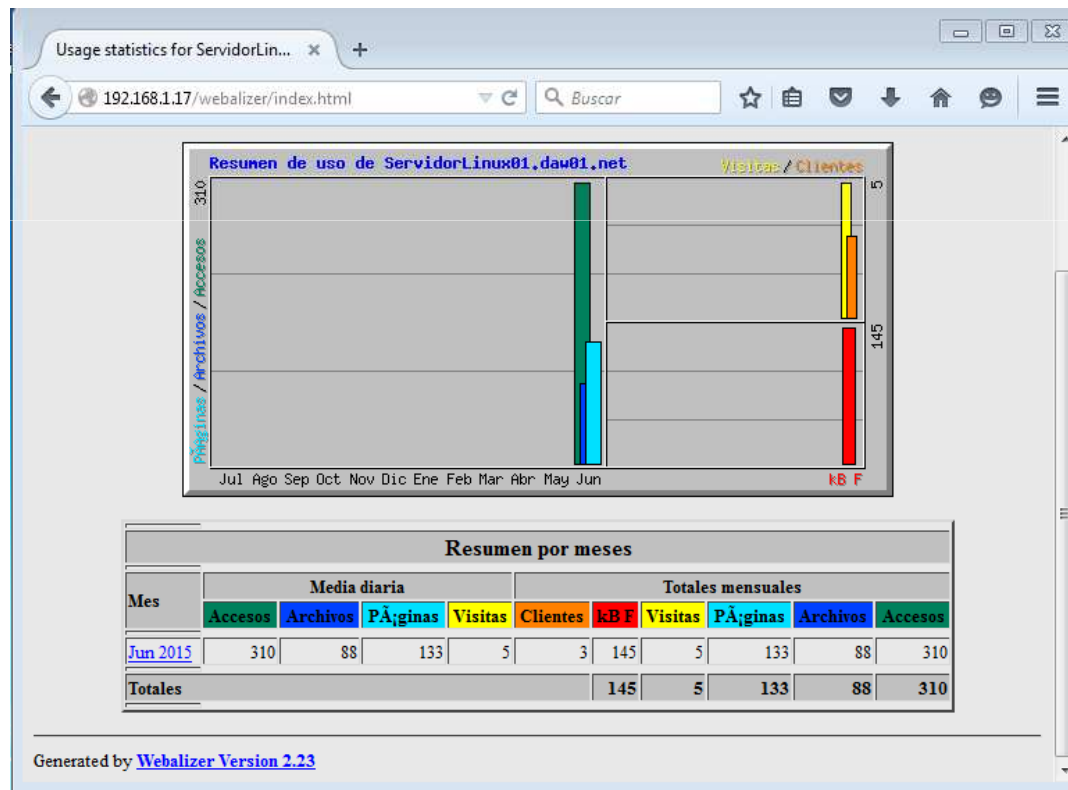 Usage statistics for ServidorLin...
192.168.1.17/webalizer/index.html
Buscar
Resumen de uso de ServidorLinux01.daw01.net
Visitas / Clientes
310
5
PÃÂginas / Archivos / Accesos
145
Jul Ago Sep Oct Nov Dic Ene Feb Mar Abr May Jun
kB F
Resumen por meses
Mes
Media diaria
Totales mensuales
Accesos Archivos PÃ¡ginas Visitas Clientes kB F Visitas PÃ¡ginas Archivos Accesos
Jun 2015 310 88 133 5 3 145 5 133 88 310
Totales 145 5 133 88 310
Generated by Webalizer Version 2.23